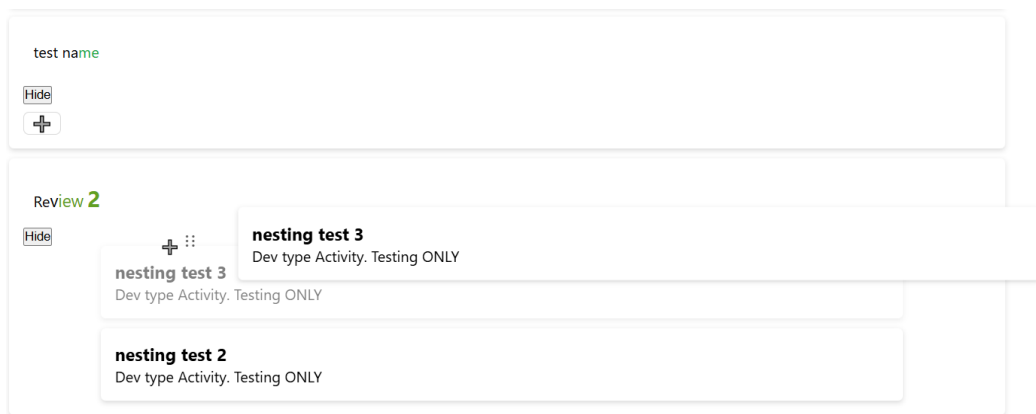 test name
Hide
Review 2
Hide
nesting test 3
Dev type Activity. Testing ONLY
nesting test 3
Dev type Activity. Testing ONLY
nesting test 2
Dev type Activity. Testing ONLY